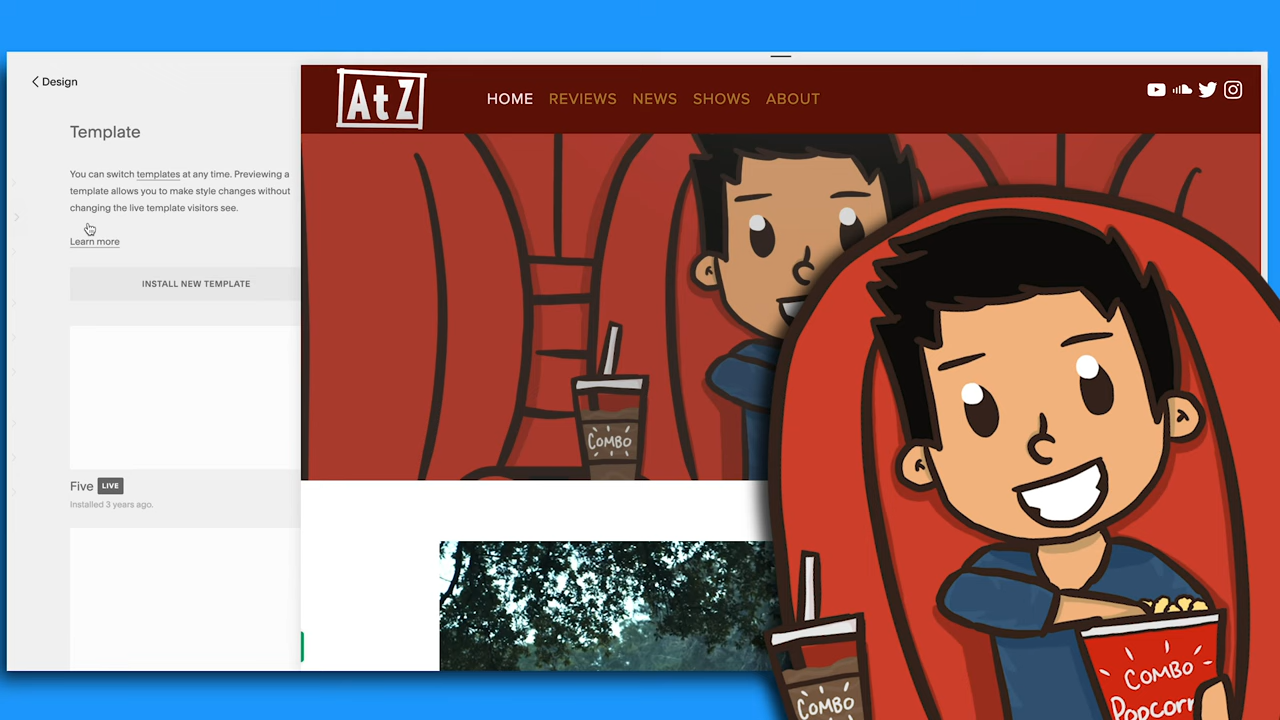 Design
Template
You can switch templates at any time. Previewing a
template allows you to make style changes without
changing the live template visitors see.
Learn more
INSTALL NEW TEMPLATE
Five LIVE
Installed 3 years ago.
AtZ
HOME REVIEWS NEWS SHOWS ABOUT
COMBO
COMBO
COMBO
Popcorn